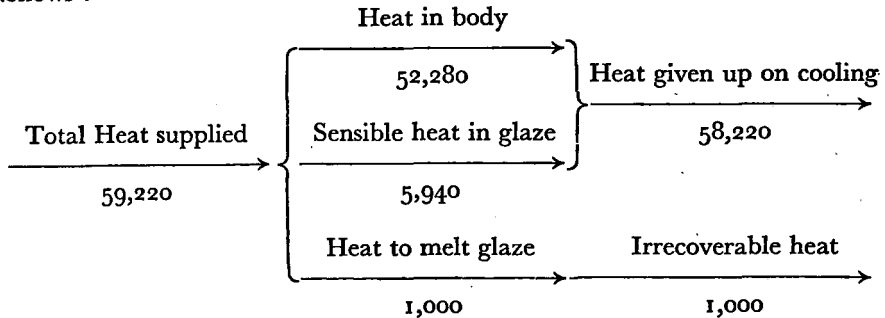 Heat in body
52,280
Heat given up on cooling
58,220
Total Heat supplied
59,220
Sensible heat in glaze
5,940
Heat to melt glaze
1,000
Irrecoverable heat
1,000